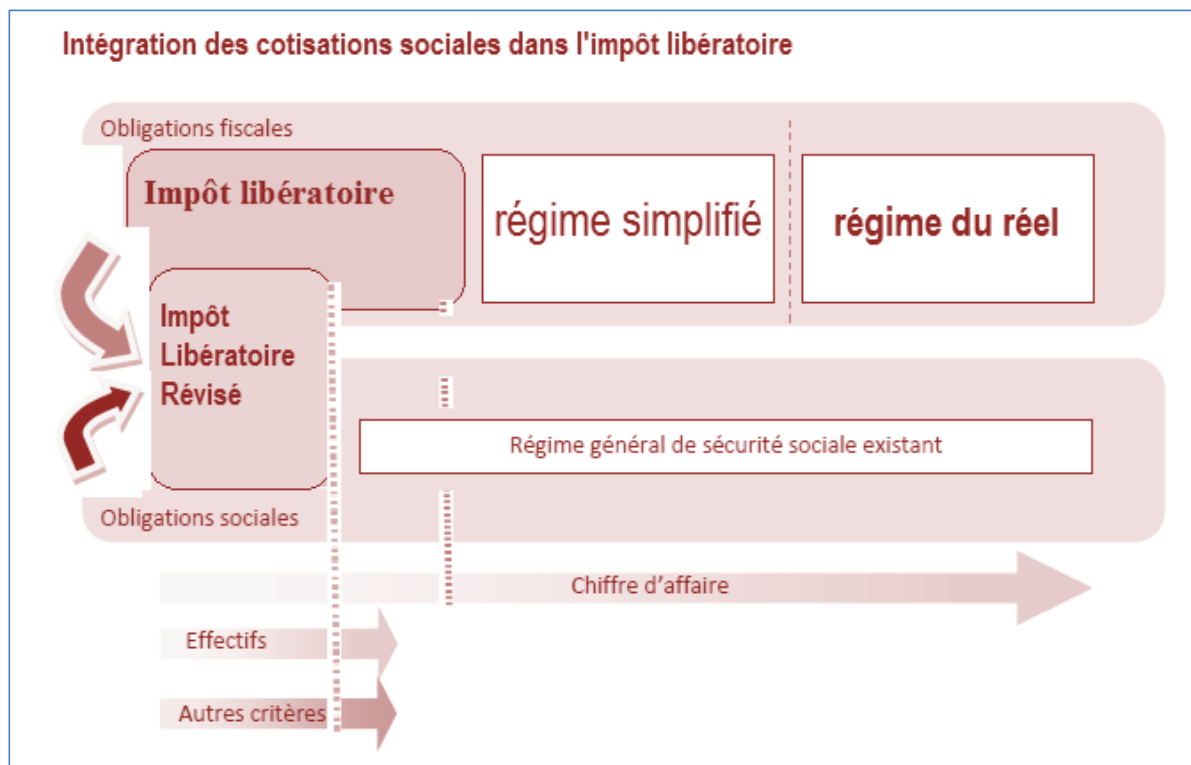 Intégration des cotisations sociales dans l'impôt libératoire
Obligations fiscales
Impôt libératoire
régime simplifié
régime du réel
Impôt
Libératoire
Révisé
Régime général de sécurité sociale existant
Obligations sociales
Chiffre d'affaire
Effectifs
Autres critères